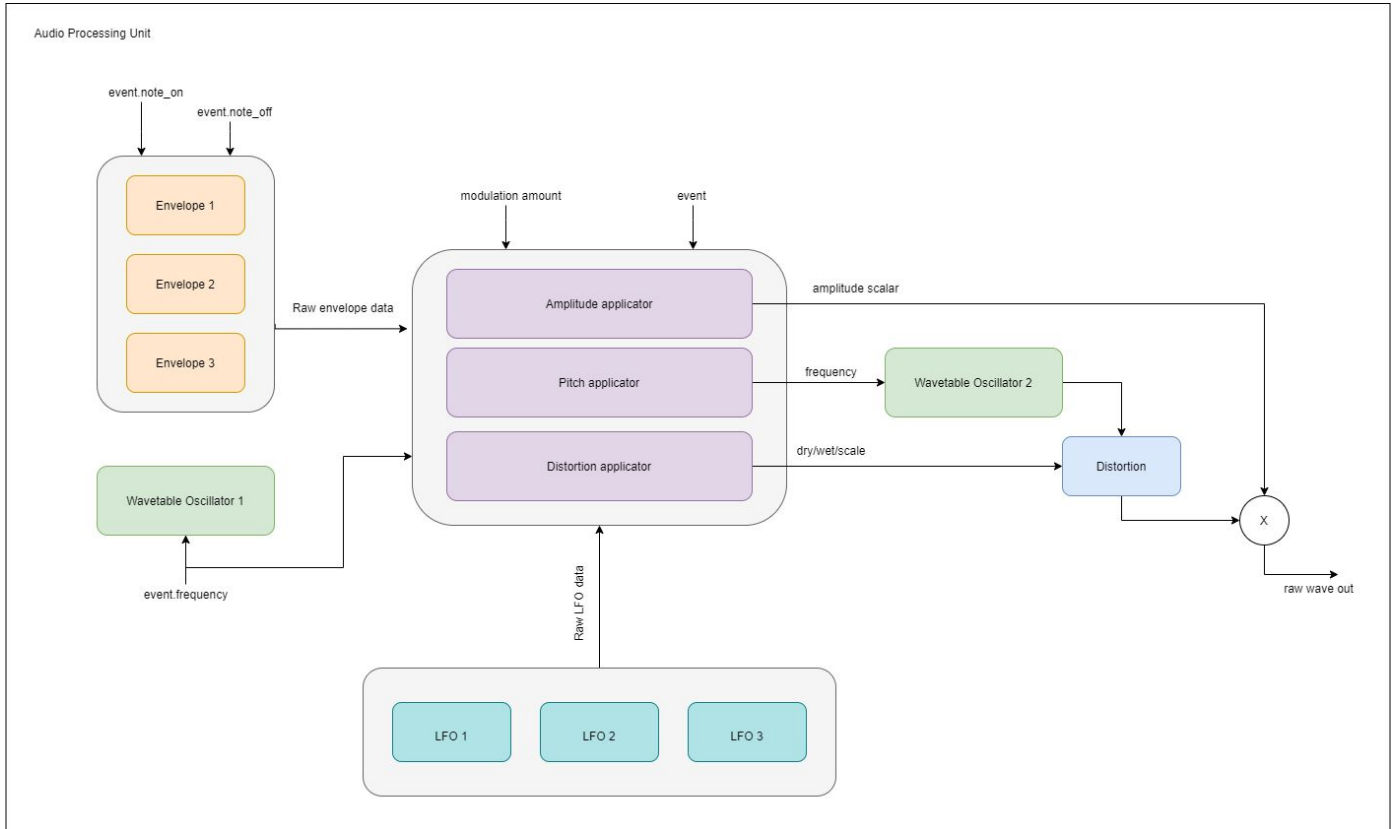 Audio Processing Unit
event.note_on
event.note_off
Envelope 1
Envelope 2
Envelope 3
Raw envelope data
modulation amount
event
Amplitude applicator
Pitch applicator
Distortion applicator
amplitude scalar
frequency
Wavetable Oscillator 2
dry/wet/scale
Distortion
X
raw wave out
Wavetable Oscillator 1
event.frequency
Raw LFO data
LFO 1
LFO 2
LFO 3